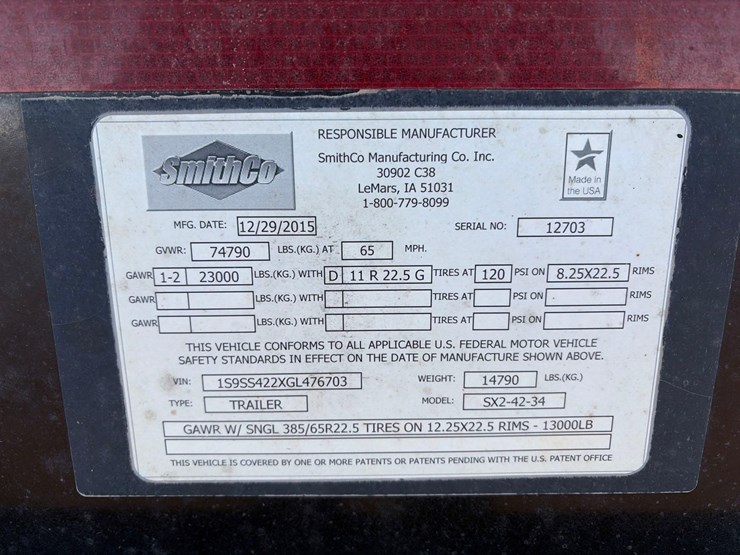 SmithCo
RESPONSIBLE MANUFACTURER
SmithCo Manufacturing Co. Inc.
30902 C38
LeMars, IA 51031
1-800-779-8099
Made in
the USA
MFG. DATE: 12/29/2015 SERIAL NO: 12703
GVWR: 74790 LBS.(KG.) AT 65 MPH.
GAWR 1-2 23000 LBS.(KG.) WITH D 11 R 22.5 G TIRES AT 120 PSI ON 8.25X22.5 RIMS
GAWR LBS.(KG.) WITH TIRES AT PSI ON RIMS
GAWR LBS.(KG.) WITH TIRES AT PSI ON RIMS
THIS VEHICLE CONFORMS TO ALL APPLICABLE U.S. FEDERAL MOTOR VEHICLE
SAFETY STANDARDS IN EFFECT ON THE DATE OF MANUFACTURE SHOWN ABOVE.
VIN: 1S9SS422XGL476703 WEIGHT: 14790 LBS.(KG.)
TYPE: TRAILER MODEL: SX2-42-34
GAWR W/ SNGL 385/65R22.5 TIRES ON 12.25X22.5 RIMS - 13000LB
THIS VEHICLE IS COVERED BY ONE OR MORE PATENTS OR PATENTS PENDING WITH THE U.S. PATENT OFFICE